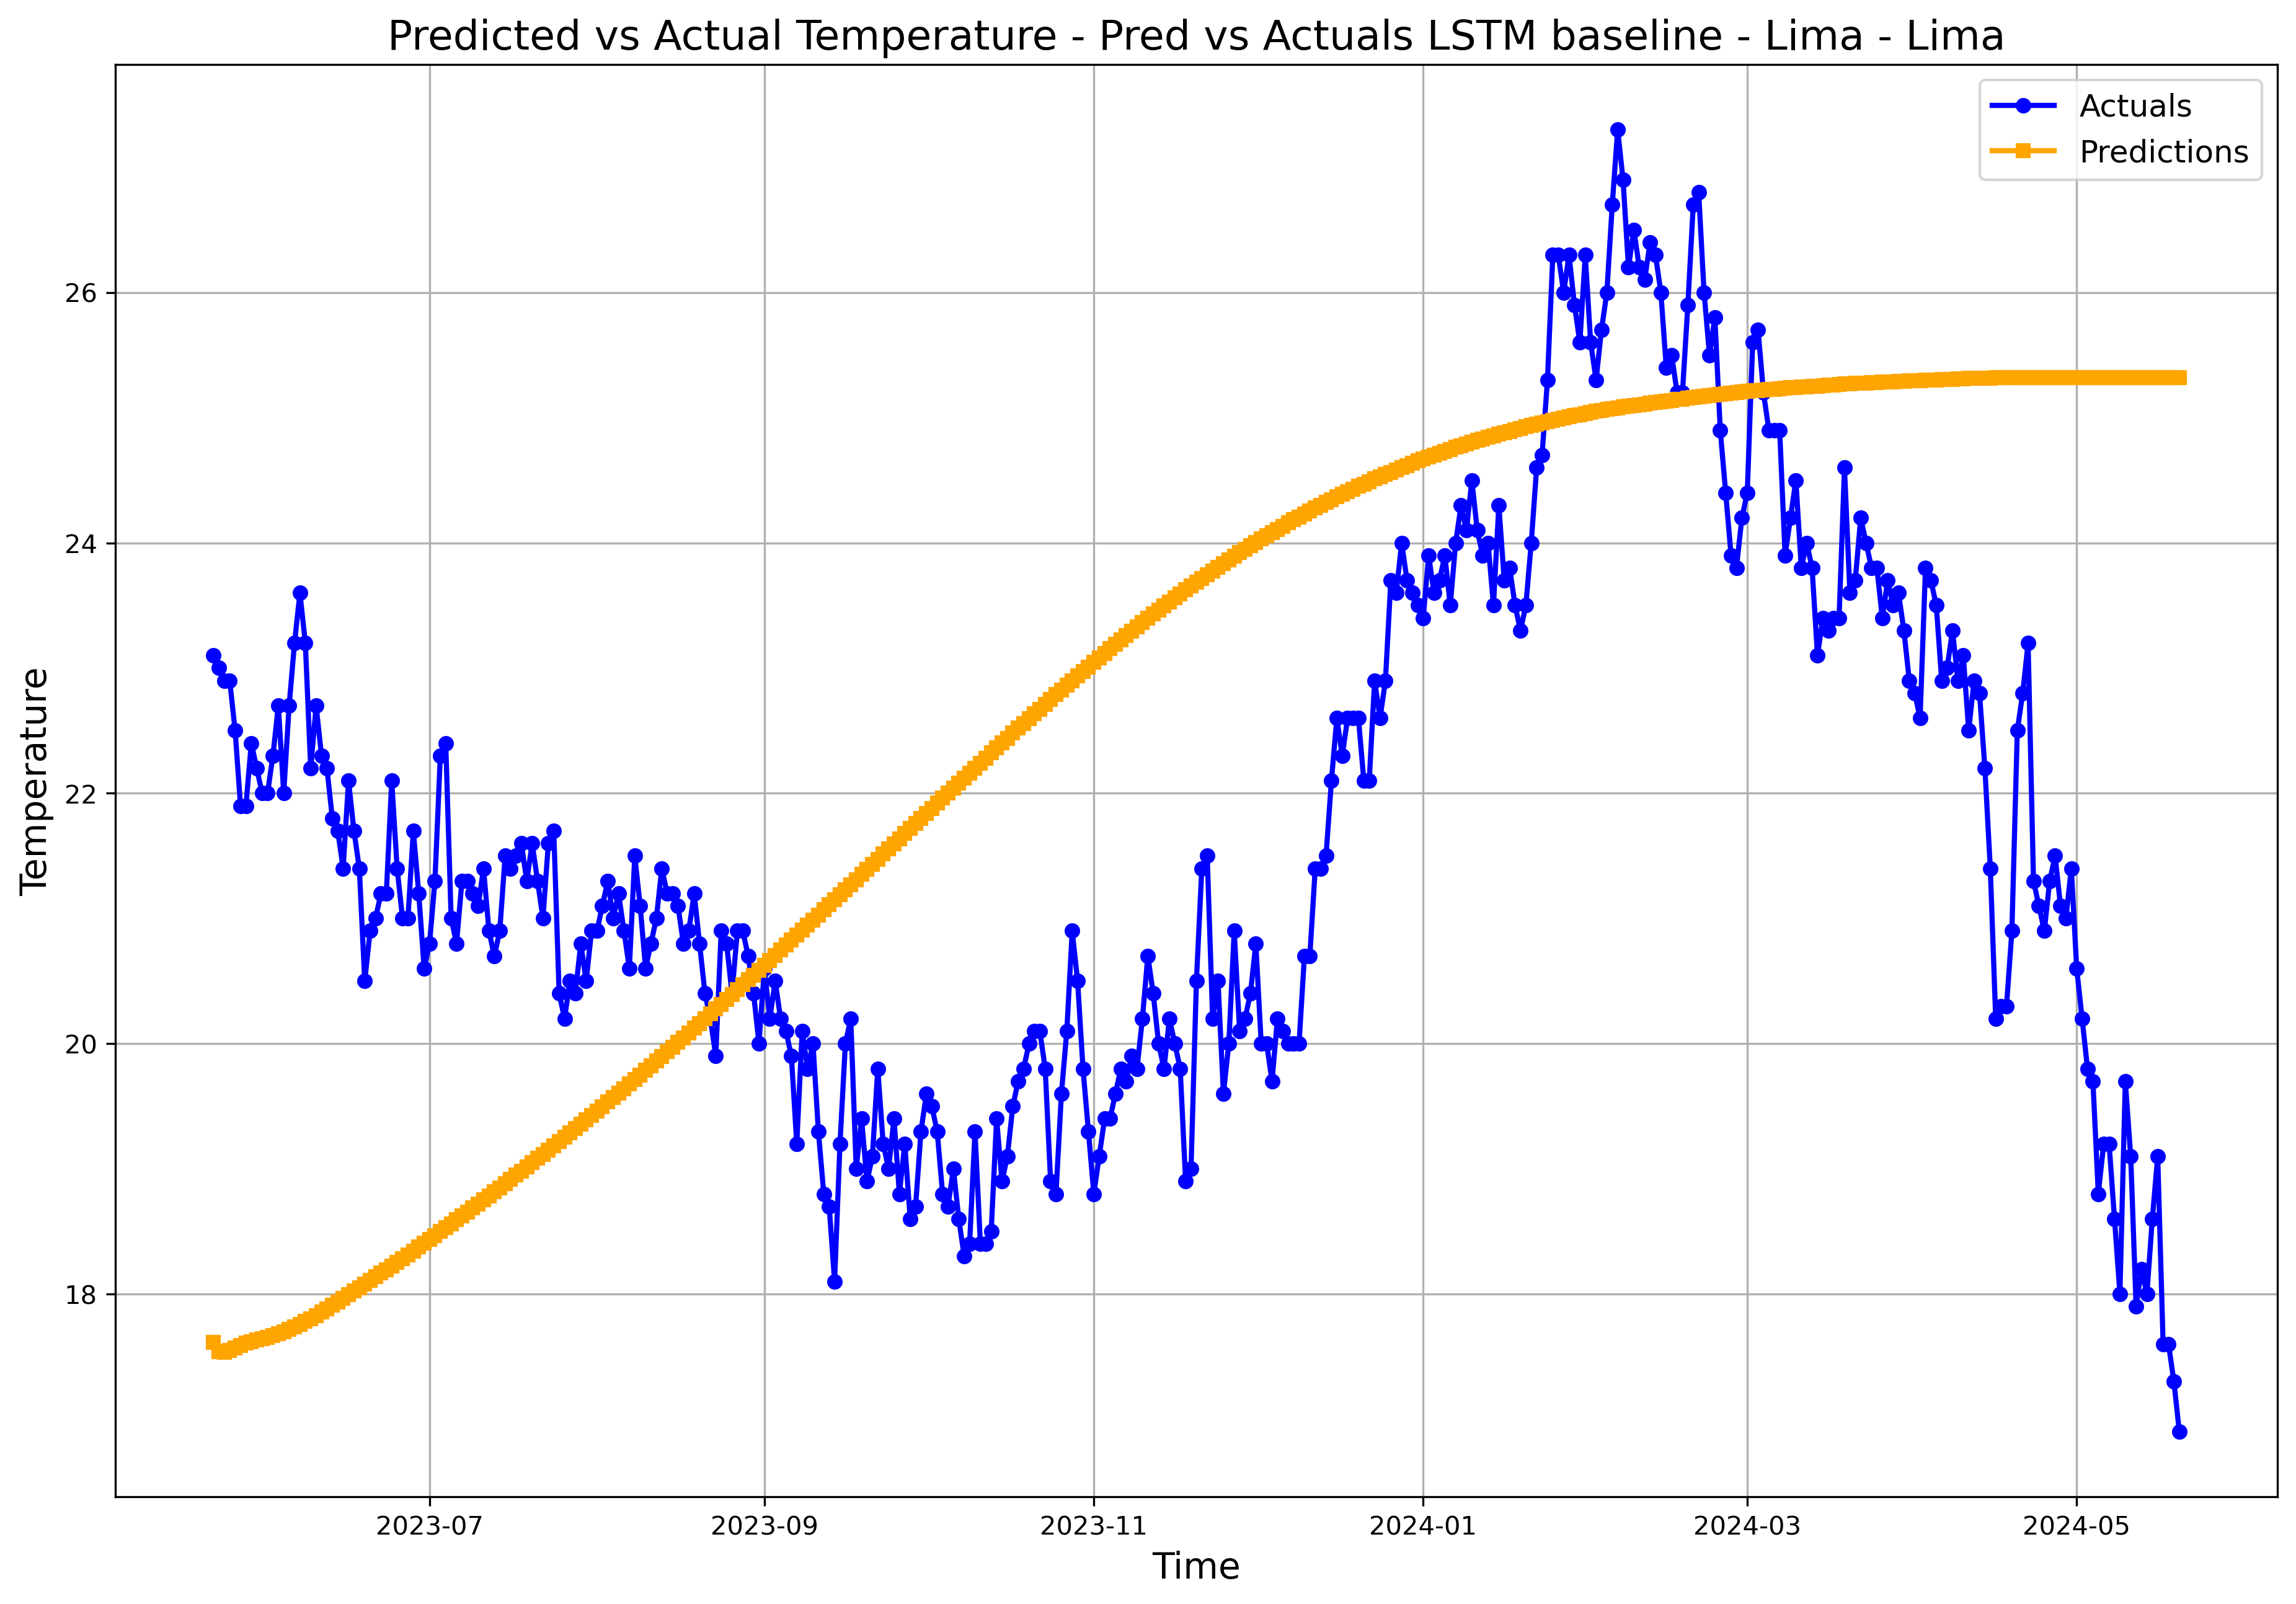 Predicted vs Actual Temperature - Pred vs Actuals LSTM baseline - Lima - Lima
Actuals
Predictions
Temperature
26
24
22
20
18
2023-07
2023-09
2023-11
2024-01
2024-03
2024-05
Time